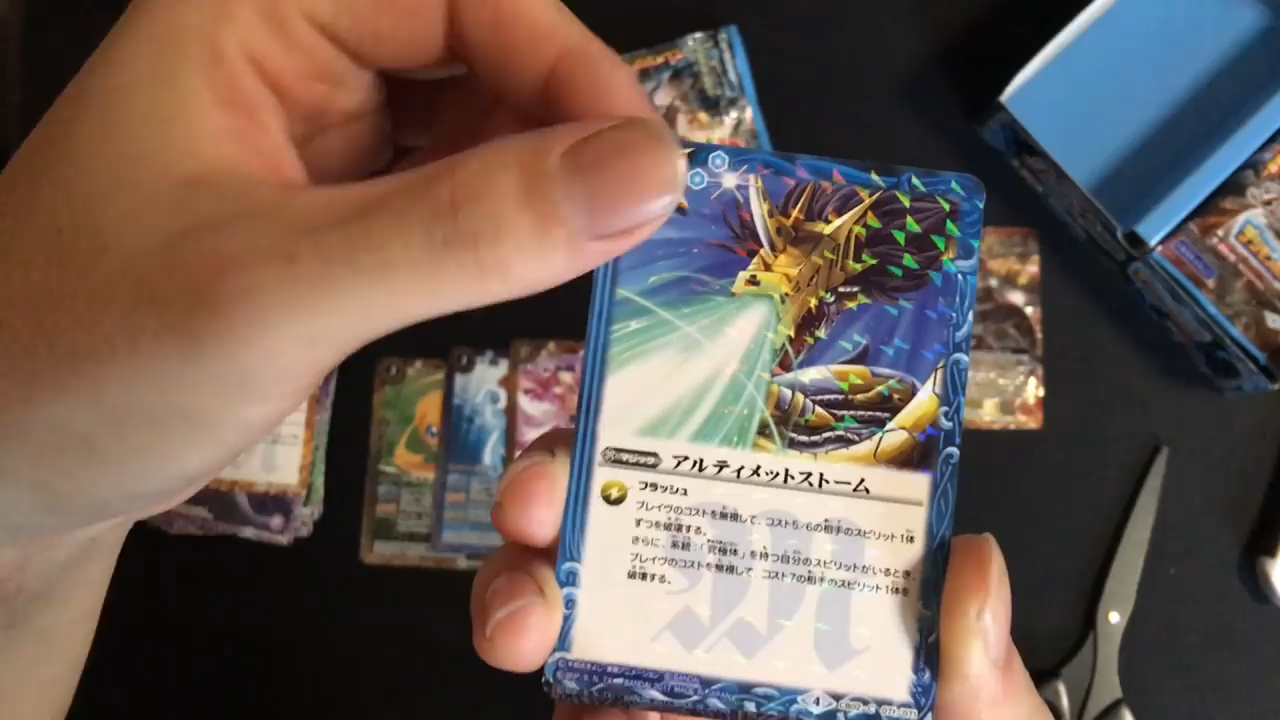 マジック アルティメットストーム
フラッシュ
ブレイヴのコストを無視して、コスト5/6の相手のスピリット1体
ずつを破壊する。
さらに、系統：「究極体」を持つ自分のスピリットがいるとき、
ブレイヴのコストを無視して、コスト7の相手のスピリット1体を
破壊する。
4
CB02-C 071/071